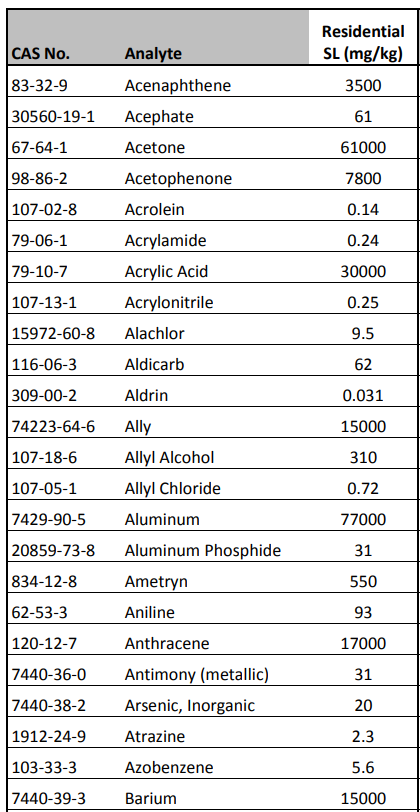 CAS No. Analyte Residential SL (mg/kg)
83-32-9 Acenaphthene 3500
30560-19-1 Acephate 61
67-64-1 Acetone 61000
98-86-2 Acetophenone 7800
107-02-8 Acrolein 0.14
79-06-1 Acrylamide 0.24
79-10-7 Acrylic Acid 30000
107-13-1 Acrylonitrile 0.25
15972-60-8 Alachlor 9.5
116-06-3 Aldicarb 62
309-00-2 Aldrin 0.031
74223-64-6 Ally 15000
107-18-6 Allyl Alcohol 310
107-05-1 Allyl Chloride 0.72
7429-90-5 Aluminum 77000
20859-73-8 Aluminum Phosphide 31
834-12-8 Ametryn 550
62-53-3 Aniline 93
120-12-7 Anthracene 17000
7440-36-0 Antimony (metallic) 31
7440-38-2 Arsenic, Inorganic 20
1912-24-9 Atrazine 2.3
103-33-3 Azobenzene 5.6
7440-39-3 Barium 15000